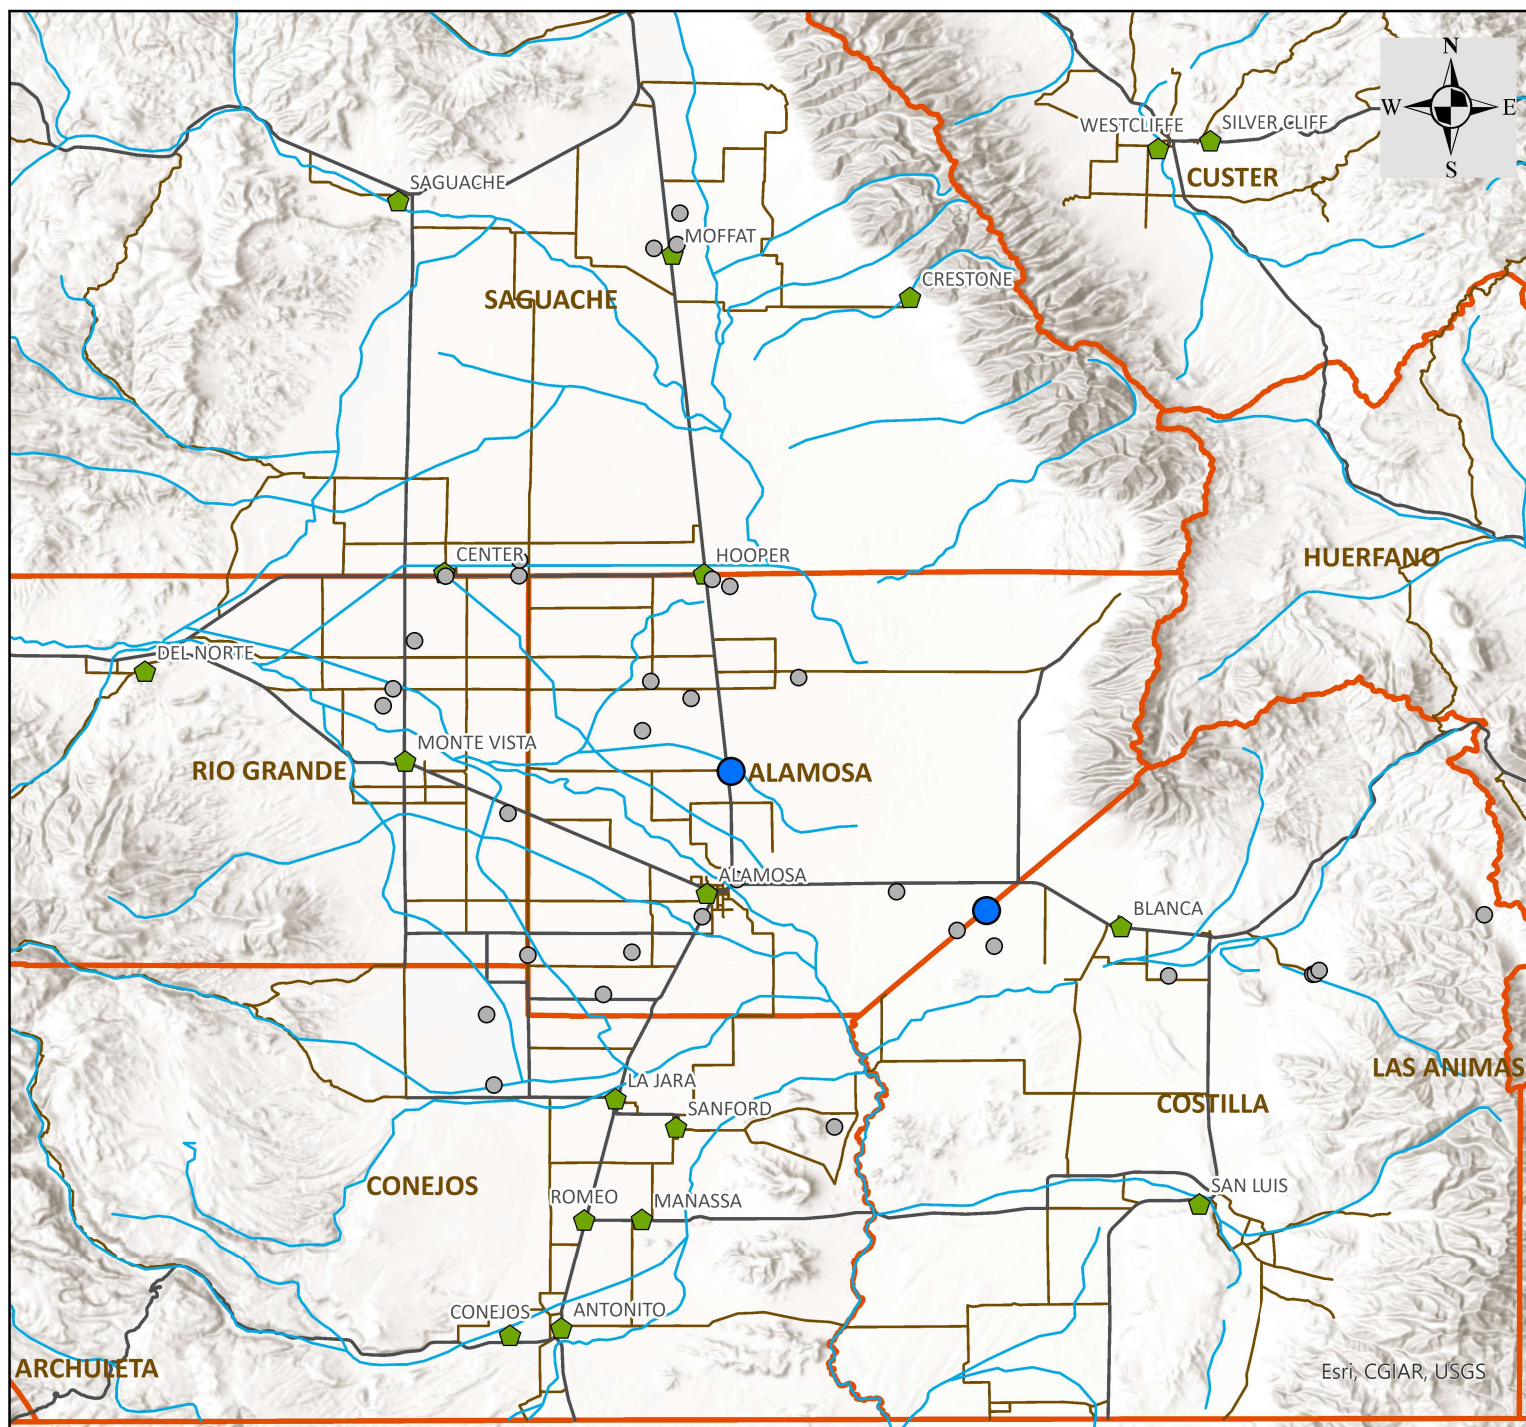 N
W E
S
WESTCLIFFE
SILVER CLIFF
CUSTER
SAGUACHE
MOFFAT
CRESTONE
SAGUACHE
CENTER
HOOPER
HUERFANO
DEL NORTE
MONTE VISTA
RIO GRANDE
ALAMOSA
ALAMOSA
BLANCA
LAS ANIMAS
LA JARA
SANFORD
COSTILLA
CONEJOS
ROMEO
MANASSA
SAN LUIS
CONEJOS
ANTONITO
ARCHULETA
Esri, CGIAR, USGS